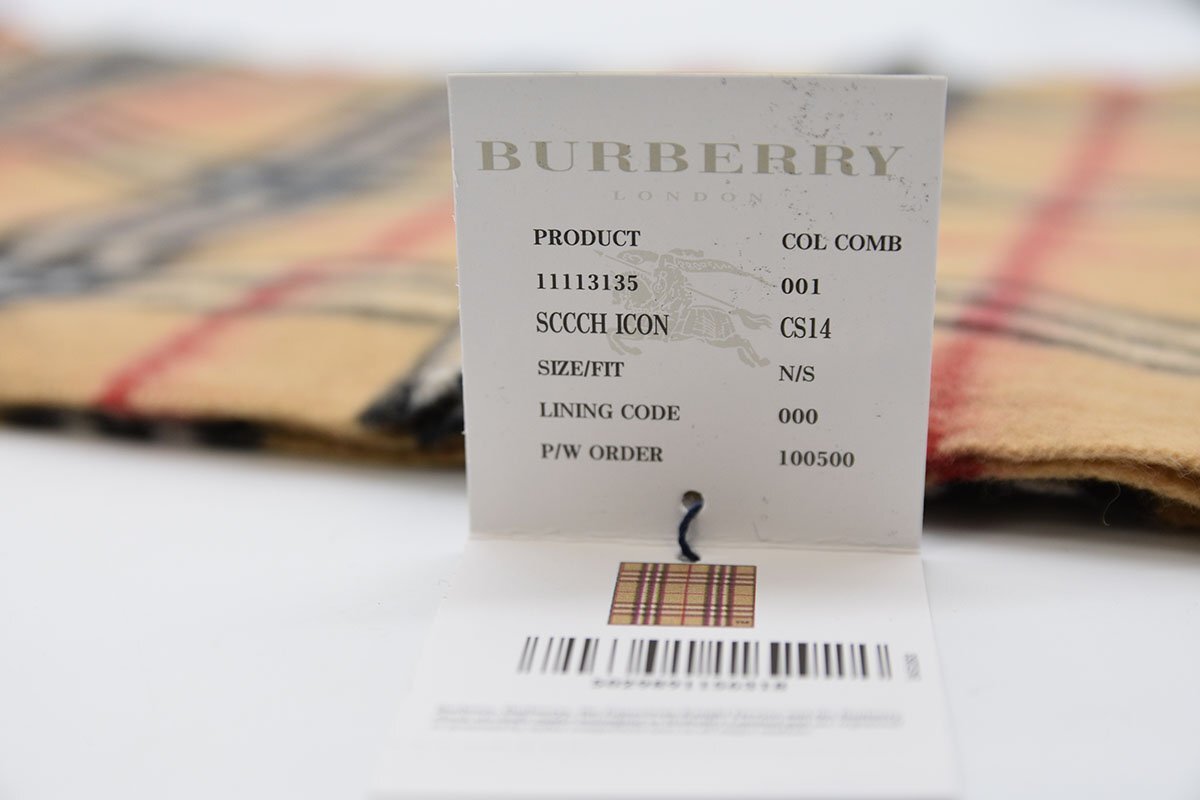 BURBERRY
LONDON
PRODUCT COL COMB
11113135 001
SCCCH ICON CS14
SIZE/FIT N/S
LINING CODE 000
P/W ORDER 100500